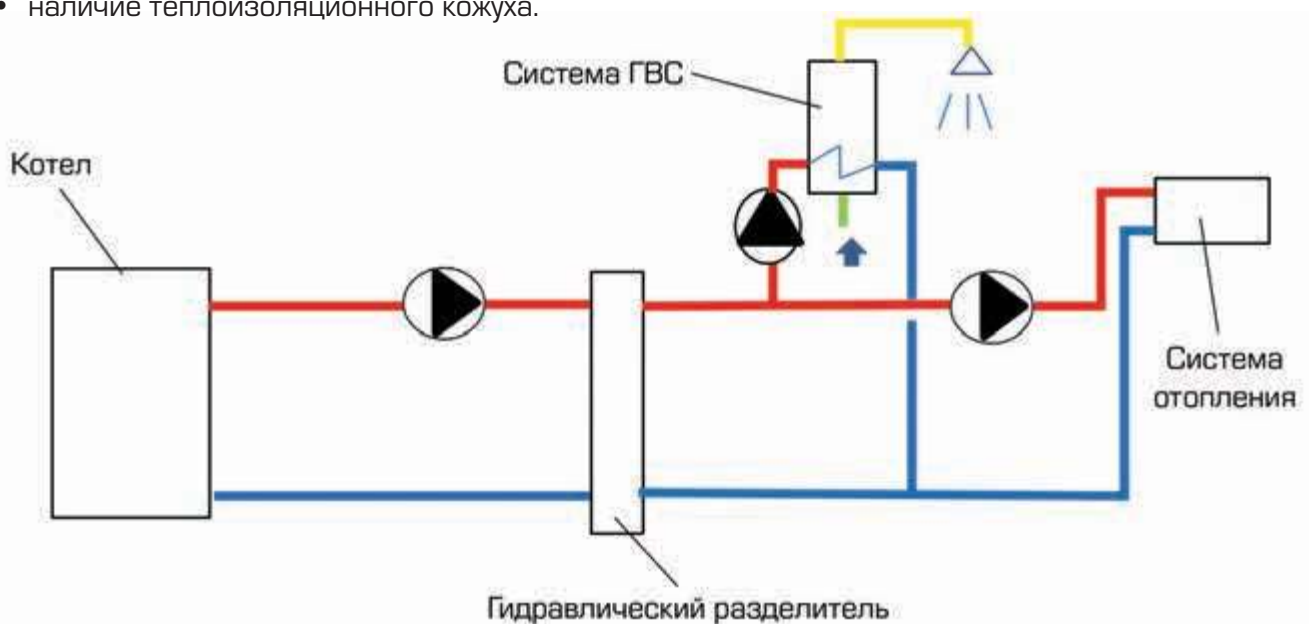 • наличие теплоизоляционного кожуха.
Система ГВС
Котел
Система
отопления
Гидравлический разделитель